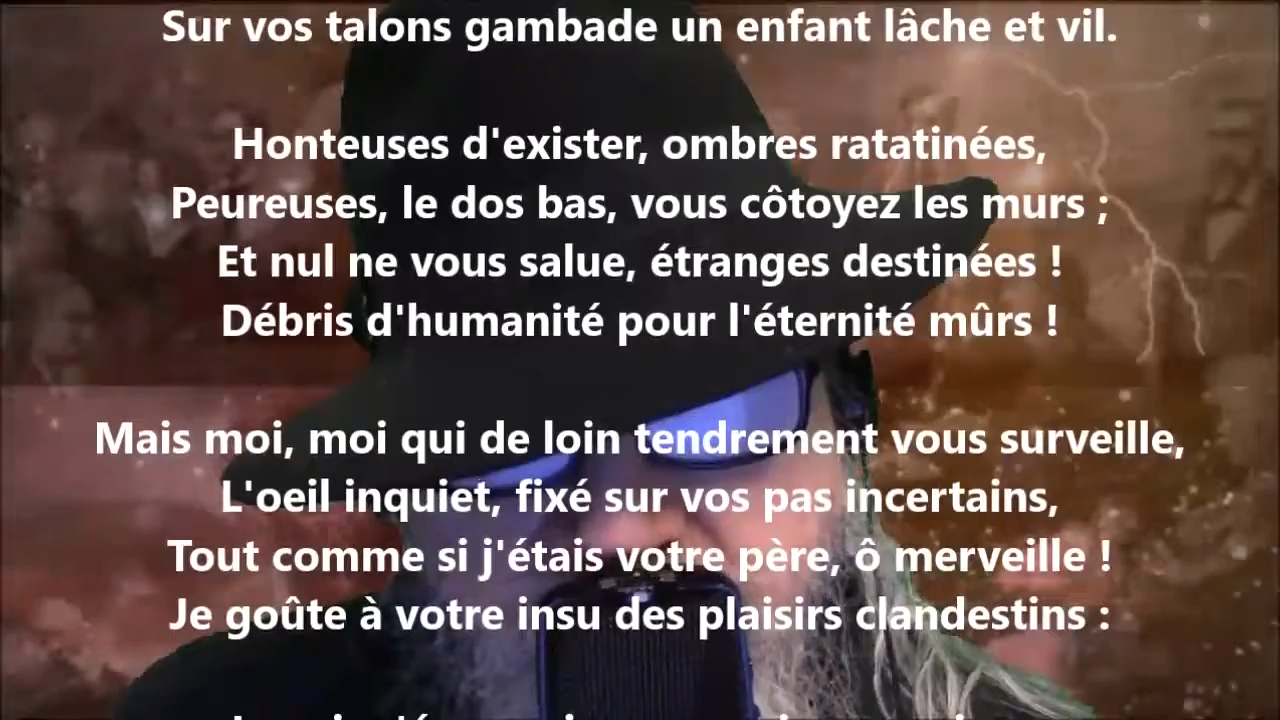 Sur vos talons gambade un enfant lâche et vil.
Honteuses d'exister, ombres ratatinées,
Peureuses, le dos bas, vous côtoyez les murs ;
Et nul ne vous salue, étranges destinées !
Débris d'humanité pour l'éternité mûrs !
Mais moi, moi qui de loin tendrement vous surveille,
L'oeil inquiet, fixé sur vos pas incertains,
Tout comme si j'étais votre père, ô merveille !
Je goûte à votre insu des plaisirs clandestins :